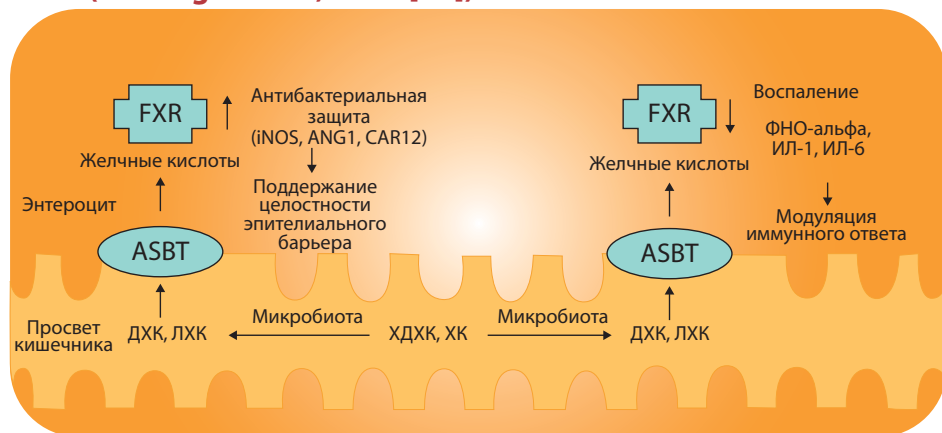 FXR
Антибактериальная
защита
(iNOS, ANG1, CAR12)
Желчные кислоты
Поддержание
целостности
эпителиального
барьера
Энтероцит
ASBT
FXR
Воспаление
ФНО-альфа,
ИЛ-1, ИЛ-6
Желчные кислоты
Модуляция
иммунного ответа
ASBT
Просвет
кишечника
ДХК, ЛХК
Микробиота
ХДХК, ХК
Микробиота
ДХК, ЛХК